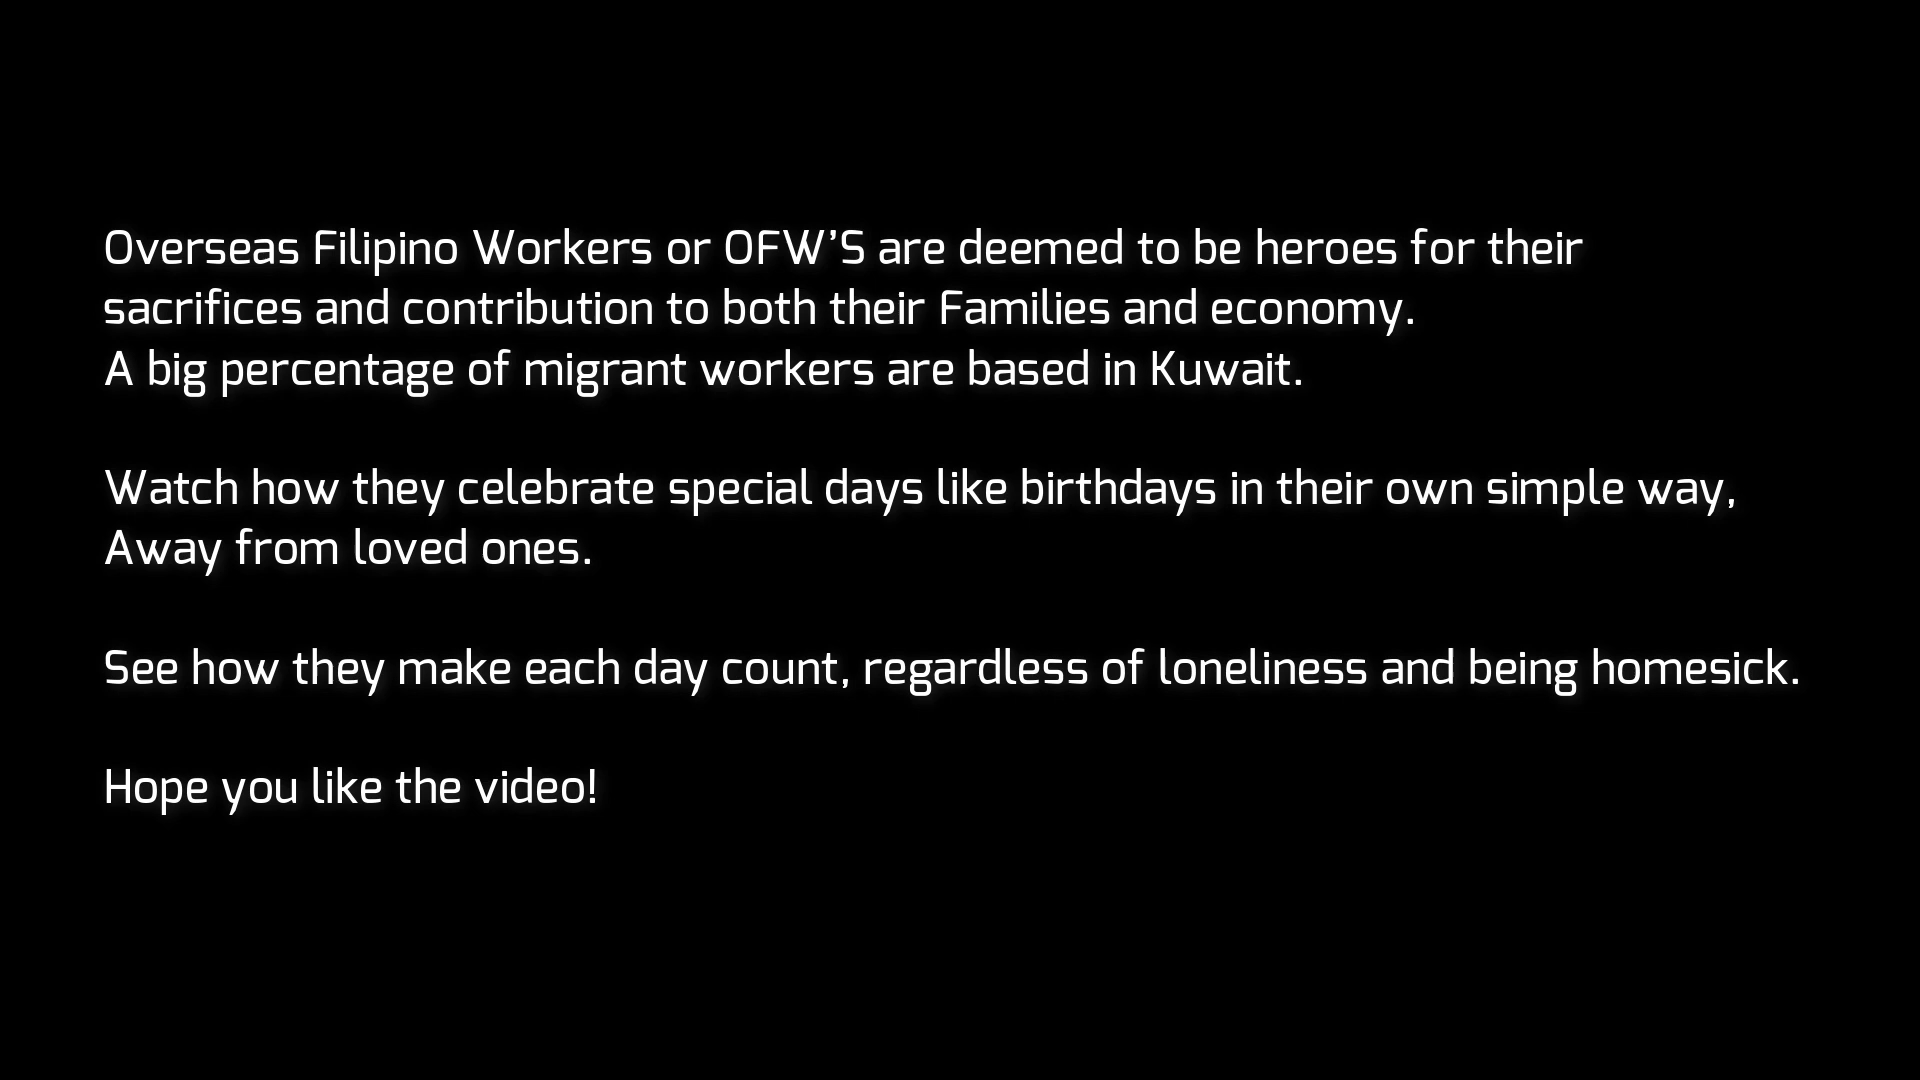 Overseas Filipino Workers or OFW’S are deemed to be heroes for their
sacrifices and contribution to both their Families and economy.
A big percentage of migrant workers are based in Kuwait.
Watch how they celebrate special days like birthdays in their own simple way,
Away from loved ones.
See how they make each day count, regardless of loneliness and being homesick.
Hope you like the video!